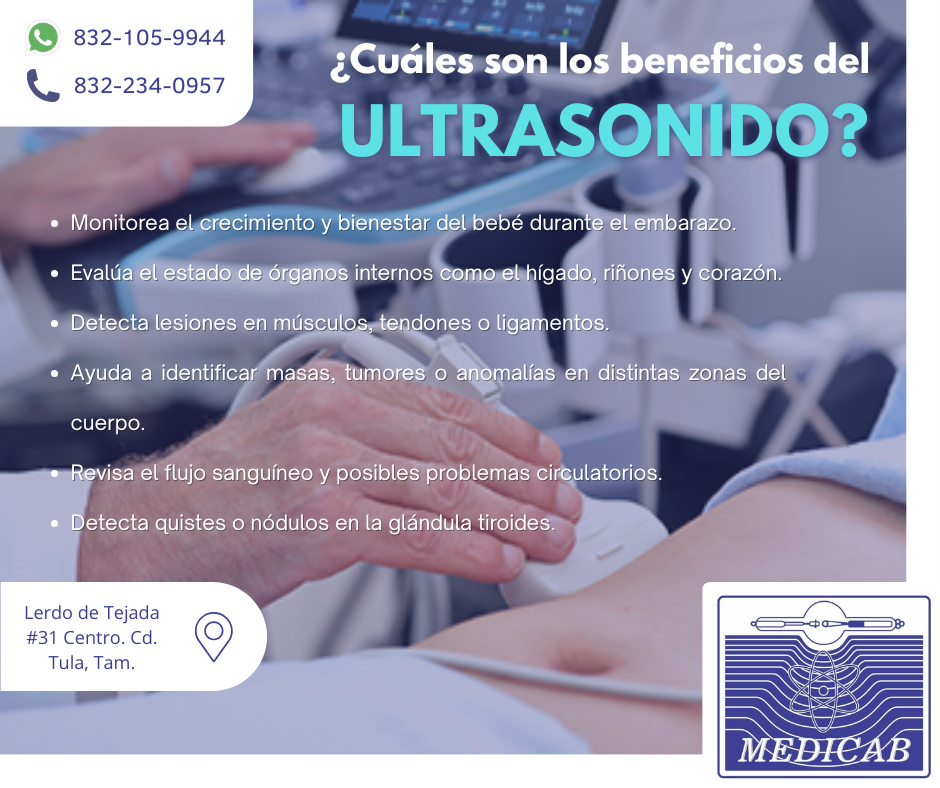 832-105-9944
832-234-0957
¿Cuáles son los beneficios del
ULTRASONIDO?
• Monitorea el crecimiento y bienestar del bebé durante el embarazo.
• Evalúa el estado de órganos internos como el hígado, riñones y corazón.
• Detecta lesiones en músculos, tendones o ligamentos.
• Ayuda a identificar masas, tumores o anomalías en distintas zonas del
cuerpo.
• Revisa el flujo sanguíneo y posibles problemas circulatorios.
• Detecta quistes o nódulos en la glándula tiroides.
Lerdo de Tejada
#31 Centro. Cd.
Tula, Tam.
MEDICAB